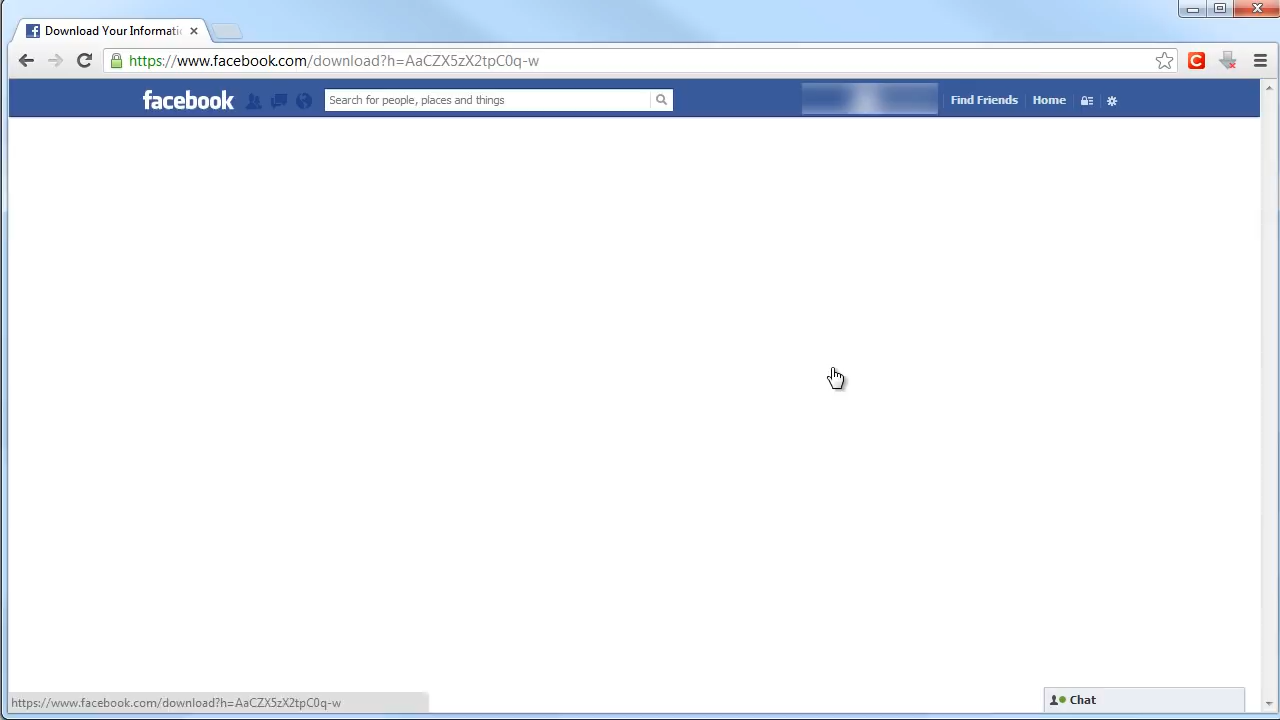 Download Your Informati
https://www.facebook.com/download?h=AaCZX5zX2tpC0q-w
facebook
Search for people, places and things
Find Friends
Home
https://www.facebook.com/download?h=AaCZX5zX2tpC0q-w
Chat